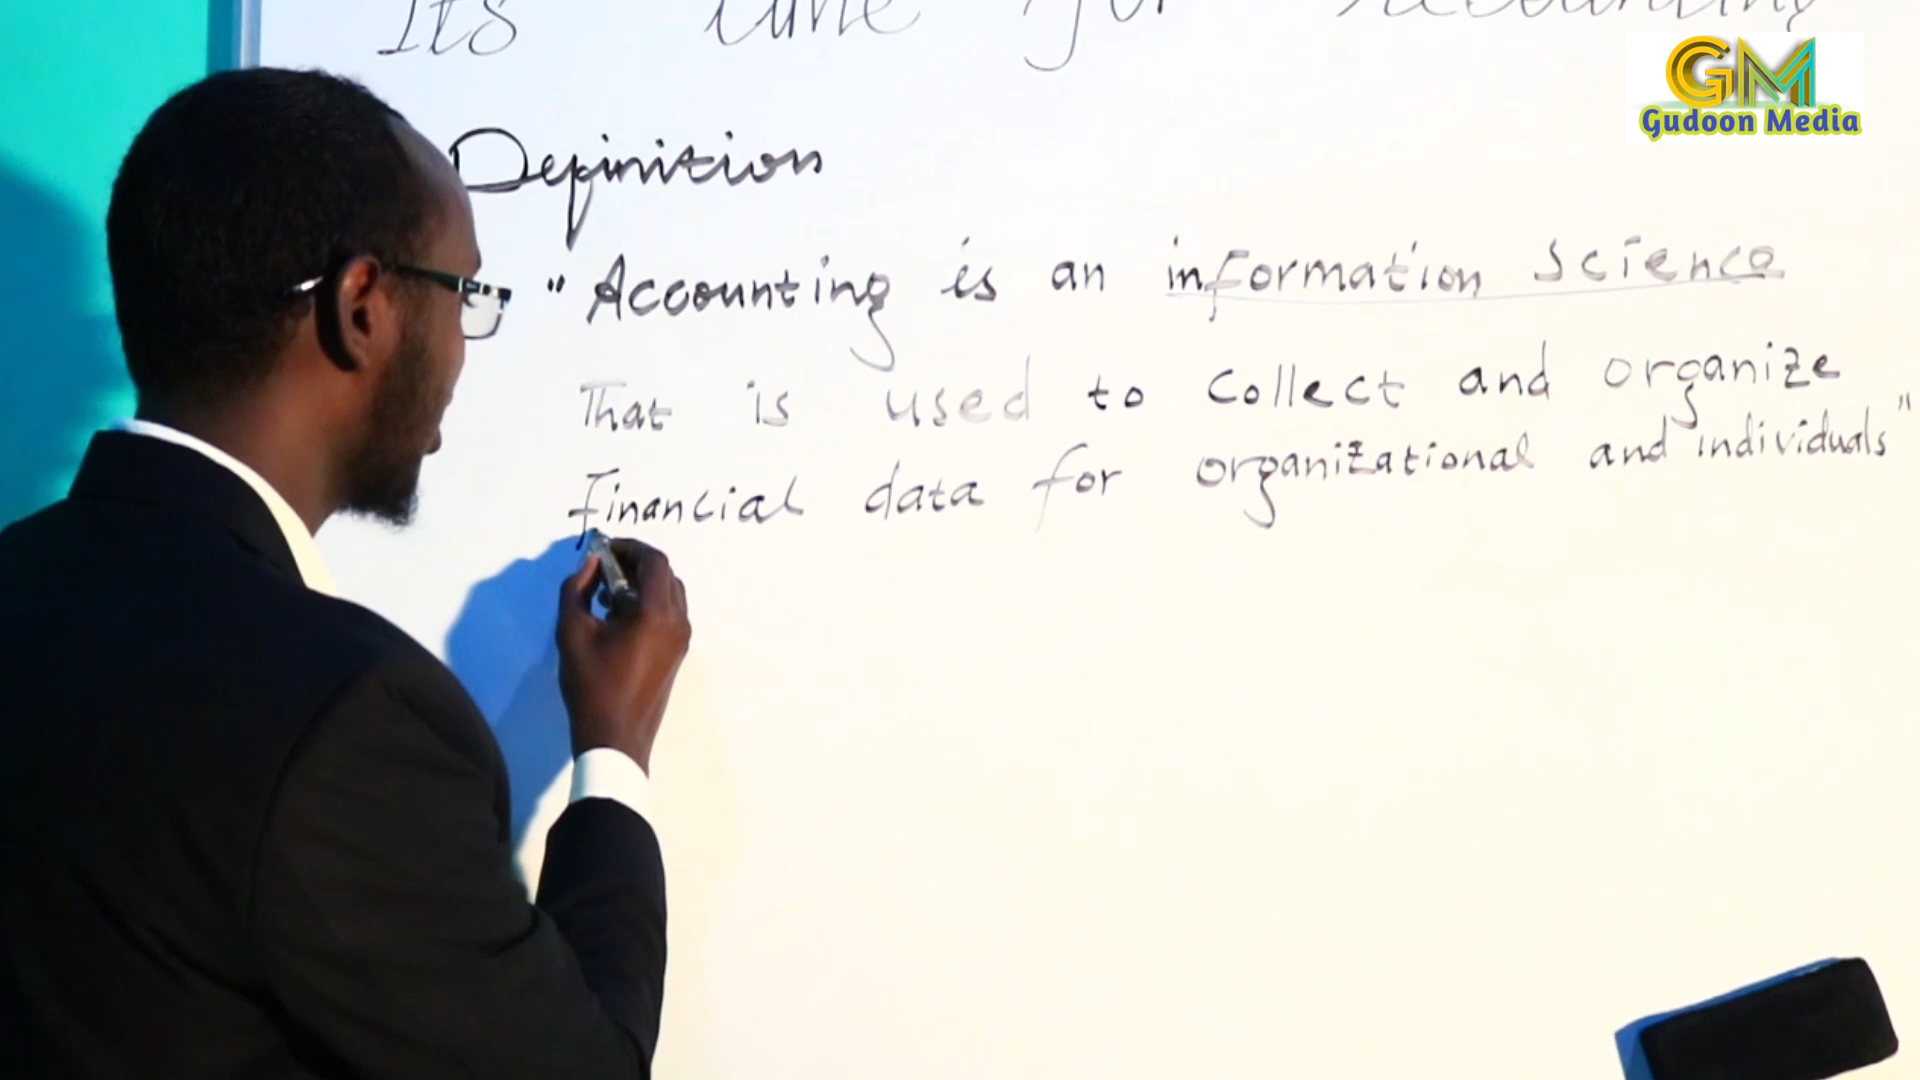 Its time for accounting
GM
Gudoon Media
Definition
"Accounting is an information Science
That is used to Collect and organize
Financial data for organizational and individuals"